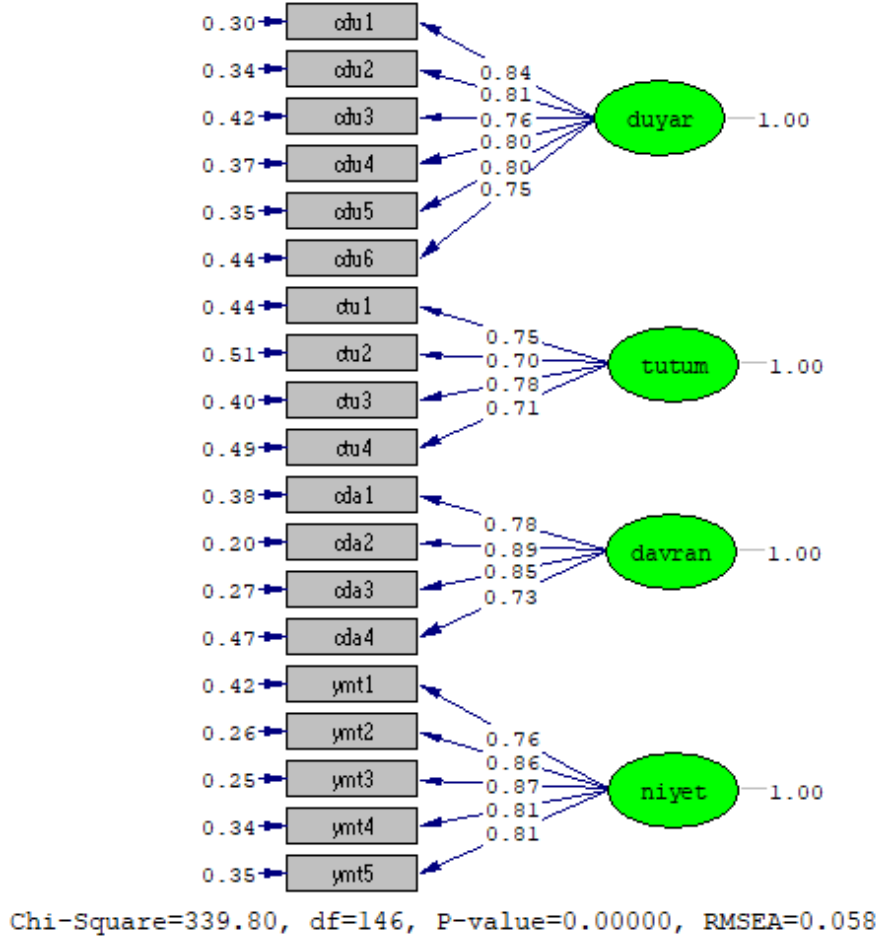 0.30 cdu1
0.34 cdu2 0.84
0.81
0.42 cdu3 0.76 duyar 1.00
0.80
0.37 cdu4 0.80
0.75
0.35 cdu5
0.44 cdu6
0.44 ctu1
0.75
0.51 ctu2 0.70 tutum 1.00
0.78
0.40 ctu3 0.71
0.49 ctu4
0.38 cda1
0.78
0.20 cda2 0.89 davran 1.00
0.85
0.27 cda3 0.73
0.47 cda4
0.42 ymt1
0.76
0.26 ymt2 0.86
0.25 ymt3 0.87 niyet 1.00
0.81
0.34 ymt4 0.81
0.35 ymt5
Chi-Square=339.80, df=146, P-value=0.00000, RMSEA=0.058